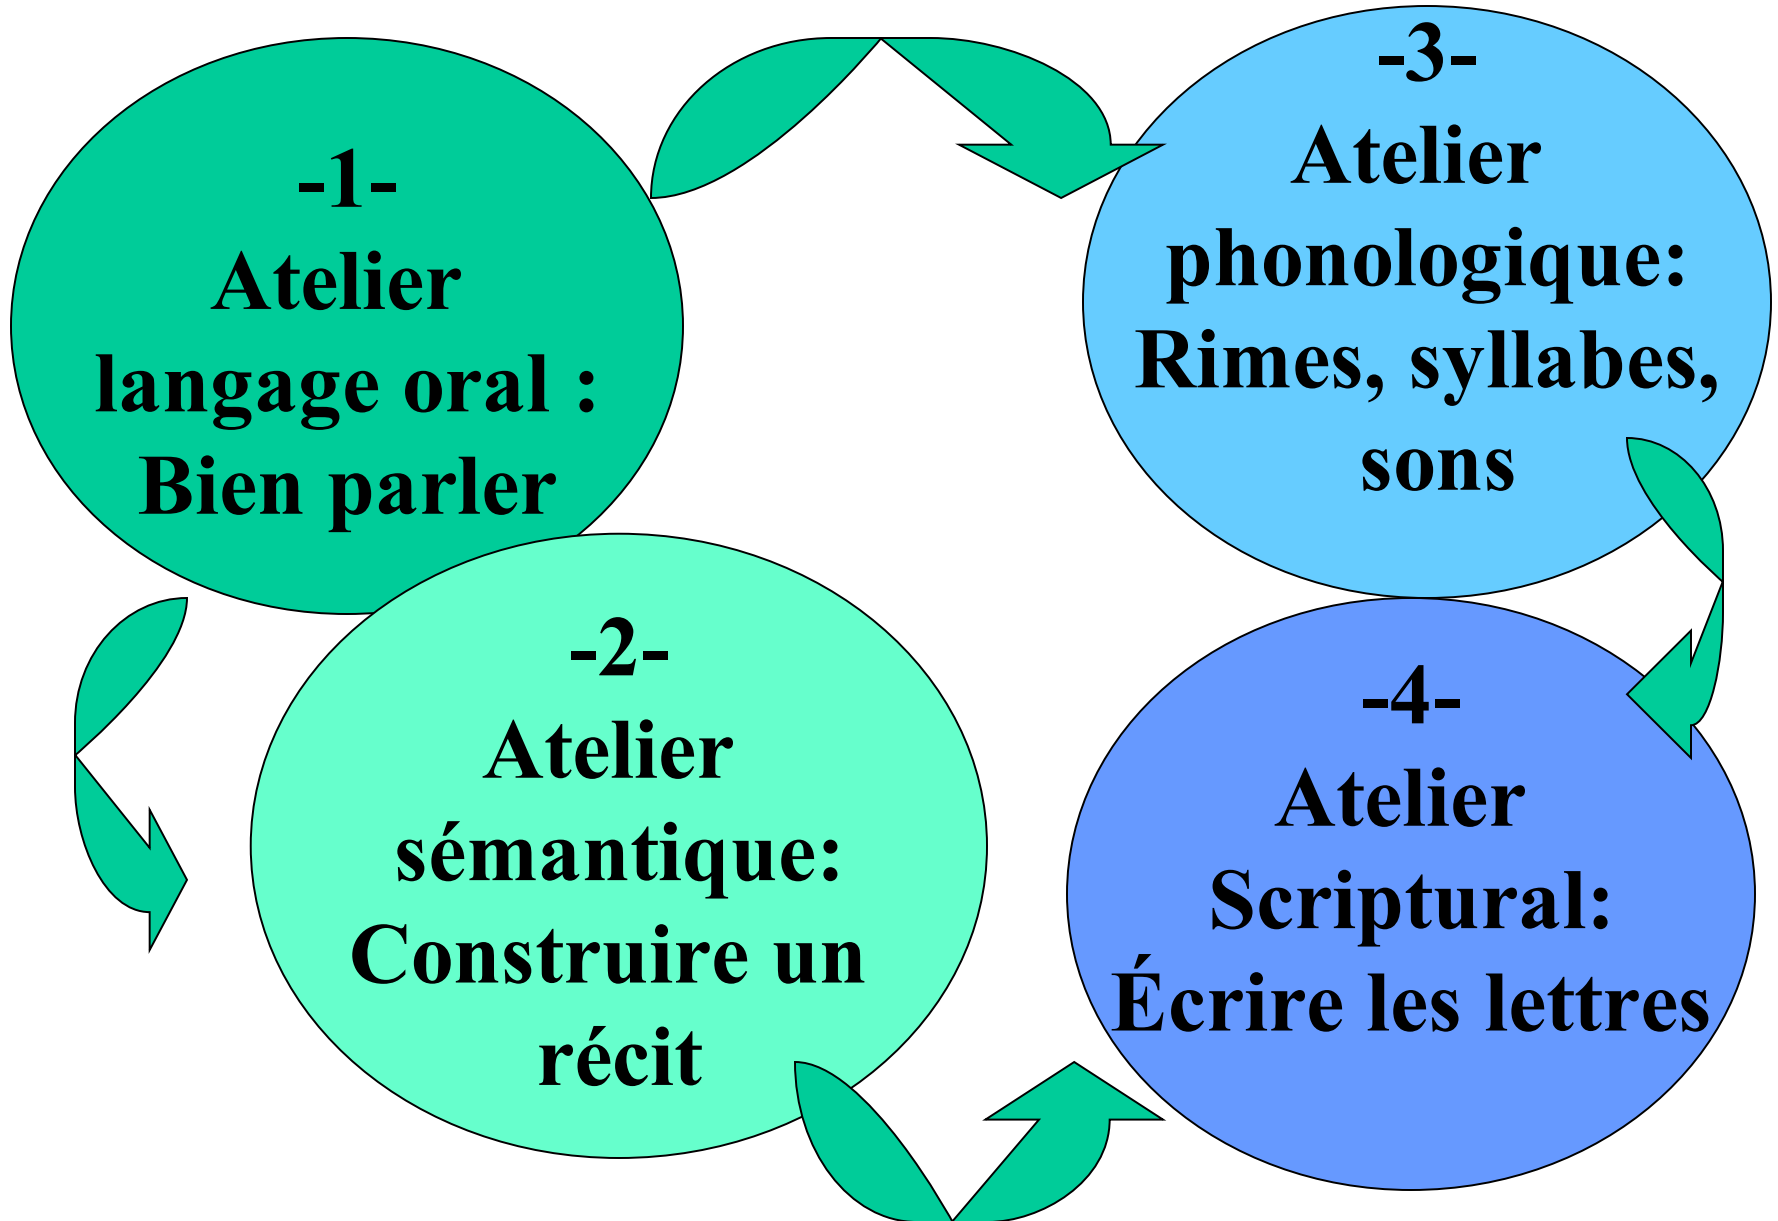 -1-
Atelier
langage oral :
Bien parler
-2-
Atelier
sémantique:
Construire un
récit
-3-
Atelier
phonologique:
Rimes, syllabes,
sons
-4-
Atelier
Scriptural:
Écrire les lettres